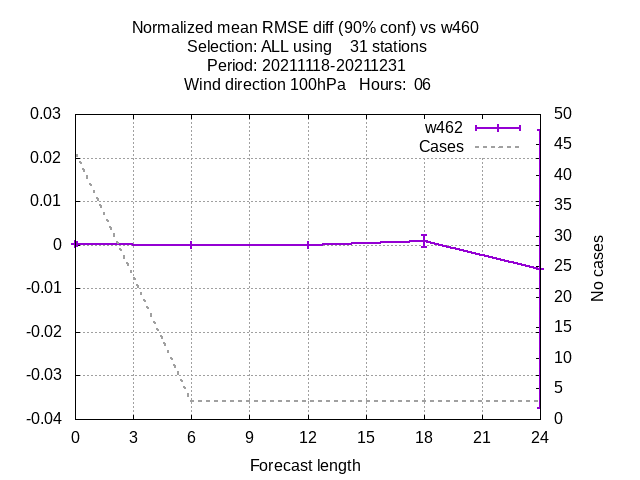 Normalized mean RMSE diff (90% conf) vs w460
Selection: ALL using    31 stations
Period: 20211118-20211231
Wind direction 100hPa   Hours:  06
w462
Cases
0.03
0.02
0.01
0
-0.01
-0.02
-0.03
-0.04
50
45
40
35
30
25
20
15
10
5
0
No cases
0 3 6 9 12 15 18 21 24
Forecast length